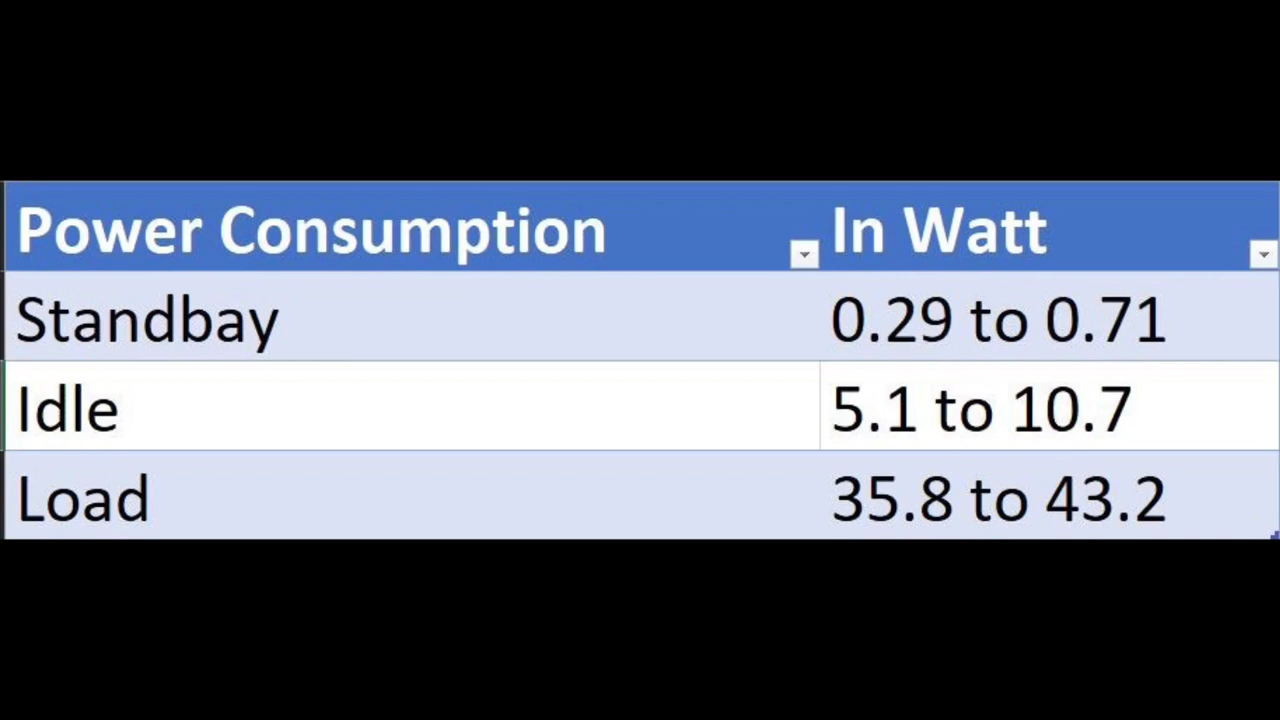 Power Consumption In Watt
Standbay 0.29 to 0.71
Idle 5.1 to 10.7
Load 35.8 to 43.2